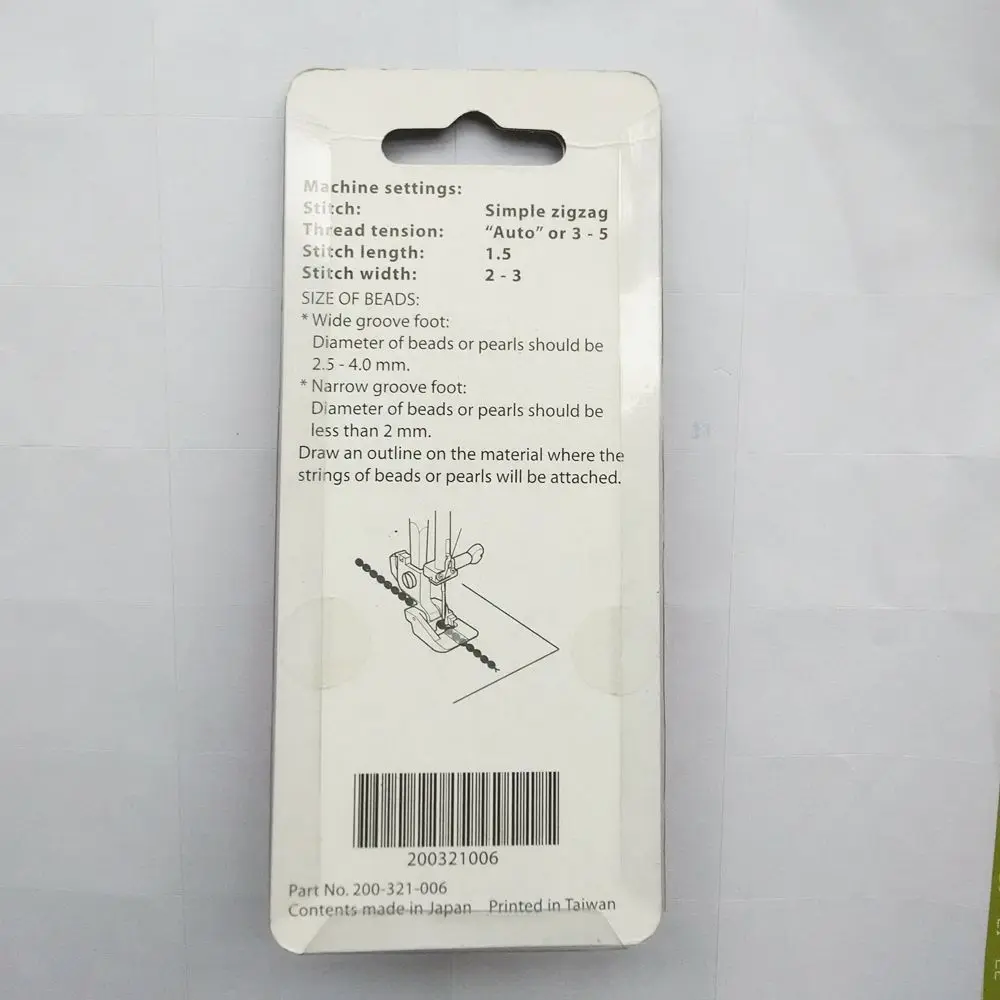 Machine settings:
Stitch: Simple zigzag
Thread tension: “Auto” or 3 - 5
Stitch length: 1.5
Stitch width: 2 - 3
SIZE OF BEADS:
* Wide groove foot:
Diameter of beads or pearls should be
2.5 - 4.0 mm.
* Narrow groove foot:
Diameter of beads or pearls should be
less than 2 mm.
Draw an outline on the material where the
strings of beads or pearls will be attached.
200321006
Part No. 200-321-006
Contents made in Japan Printed in Taiwan